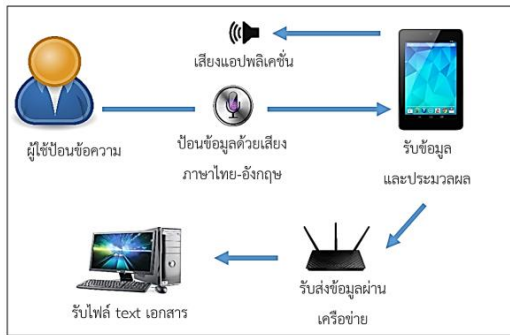 เสียงแอปพลิเคชั่น
ผู้ใช้ป้อนข้อความ
ป้อนข้อมูลด้วยเสียง
ภาษาไทย-อังกฤษ
รับข้อมูล
และประมวลผล
รับไฟล์ text เอกสาร
รับส่งข้อมูลผ่าน
เครือข่าย